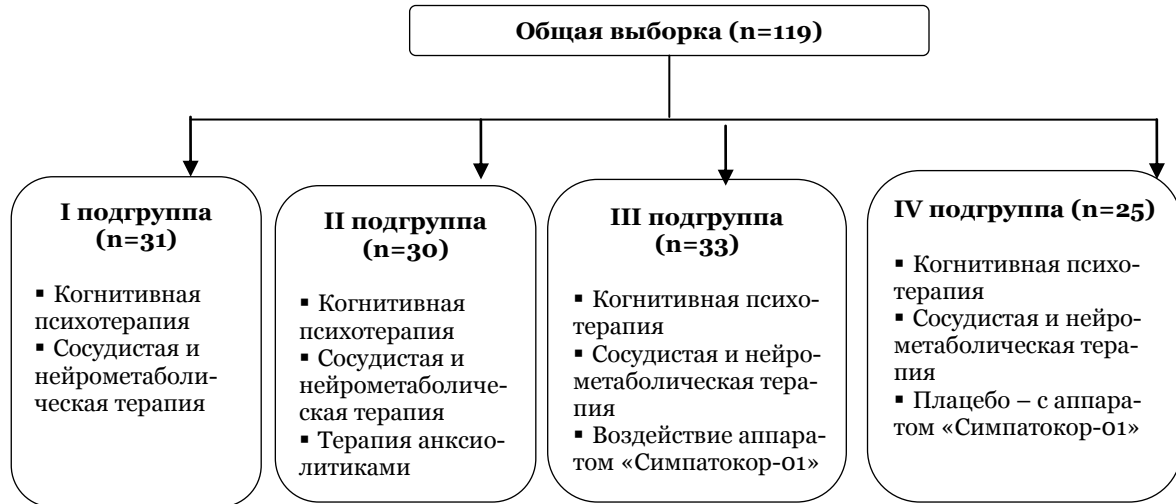 Общая выборка (n=119)
I подгруппа
(n=31)
▪ Когнитивная
психотерапия
▪ Сосудистая и
нейрометаболи-
ческая терапия
II подгруппа
(n=30)
▪ Когнитивная
психотерапия
▪ Сосудистая и
нейрометаболиче-
ская терапия
▪ Терапия анксио-
литиками
III подгруппа
(n=33)
▪ Когнитивная психо-
терапия
▪ Сосудистая и нейро-
метаболическая тера-
пия
▪ Воздействие аппара-
том «Симпатокор-01»
IV подгруппа (n=25)
▪ Когнитивная психо-
терапия
▪ Сосудистая и нейро-
метаболическая тера-
пия
▪ Плацебо – с аппара-
том «Симпатокор-01»